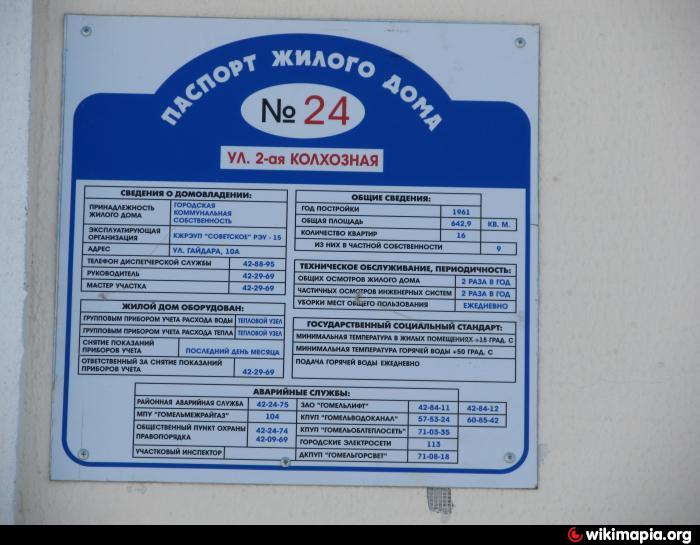 ПАСПОРТ ЖИЛОГО ДОМА
№ 24
УЛ. 2-ая КОЛХОЗНАЯ
СВЕДЕНИЯ О ДОМОВЛАДЕНИИ:
ПРИНАДЛЕЖНОСТЬ ЖИЛОГО ДОМА
ГОРОДСКАЯ КОММУНАЛЬНАЯ СОБСТВЕННОСТЬ
ЭКСПЛУАТИРУЮЩАЯ ОРГАНИЗАЦИЯ
КЖРЭУП "СОВЕТСКОЕ" РЭУ - 15
АДРЕС УЛ. ГАЙДАРА, 10А
ТЕЛЕФОН ДИСПЕТЧЕРСКОЙ СЛУЖБЫ 42-88-95
РУКОВОДИТЕЛЬ 42-29-69
МАСТЕР УЧАСТКА 42-29-69
ЖИЛОЙ ДОМ ОБОРУДОВАН:
ГРУППОВЫМ ПРИБОРОМ УЧЕТА РАСХОДА ВОДЫ ТЕПЛОВОЙ УЗЕЛ
ГРУППОВЫМ ПРИБОРОМ УЧЕТА РАСХОДА ТЕПЛА ТЕПЛОВОЙ УЗЕЛ
СНЯТИЕ ПОКАЗАНИЙ ПРИБОРОВ УЧЕТА ПОСЛЕДНИЙ ДЕНЬ МЕСЯЦА
ОТВЕТСТВЕННЫЙ ЗА СНЯТИЕ ПОКАЗАНИЙ
ПРИБОРОВ УЧЕТА 42-29-69
ОБЩИЕ СВЕДЕНИЯ:
ГОД ПОСТРОЙКИ 1961
ОБЩАЯ ПЛОЩАДЬ 642,9 КВ. М.
КОЛИЧЕСТВО КВАРТИР 16
ИЗ НИХ В ЧАСТНОЙ СОБСТВЕННОСТИ 9
ТЕХНИЧЕСКОЕ ОБСЛУЖИВАНИЕ, ПЕРИОДИЧНОСТЬ:
ОБЩИХ ОСМОТРОВ ЖИЛОГО ДОМА 2 РАЗА В ГОД
ЧАСТИЧНЫХ ОСМОТРОВ ИНЖЕНЕРНЫХ СИСТЕМ 2 РАЗА В ГОД
УБОРКИ МЕСТ ОБЩЕГО ПОЛЬЗОВАНИЯ ЕЖЕДНЕВНО
ГОСУДАРСТВЕННЫЙ СОЦИАЛЬНЫЙ СТАНДАРТ:
МИНИМАЛЬНАЯ ТЕМПЕРАТУРА В ЖИЛЫХ ПОМЕЩЕНИЯХ +18 ГРАД. С
МИНИМАЛЬНАЯ ТЕМПЕРАТУРА ГОРЯЧЕЙ ВОДЫ +50 ГРАД. С
ПОДАЧА ГОРЯЧЕЙ ВОДЫ ЕЖЕДНЕВНО
АВАРИЙНЫЕ СЛУЖБЫ:
РАЙОННАЯ АВАРИЙНАЯ СЛУЖБА 42-24-75
МПУ "ГОМЕЛЬМЕЖРАЙГАЗ" 104
ОБЩЕСТВЕННЫЙ ПУНКТ ОХРАНЫ 42-24-74
ПРАВОПОРЯДКА 42-09-69
УЧАСТКОВЫЙ ИНСПЕКТОР
ЗАО "ГОМЕЛЬЛИФТ" 42-84-11 42-84-12
КПУП "ГОМЕЛЬВОДОКАНАЛ" 57-53-24 60-85-42
КПУП "ГОМЕЛЬОБЛТЕПЛОСЕТЬ" 71-03-35
ГОРОДСКИЕ ЭЛЕКТРОСЕТИ 113
ДКПУП "ГОМЕЛЬГОРСВЕТ" 71-08-18
wikimapia.org